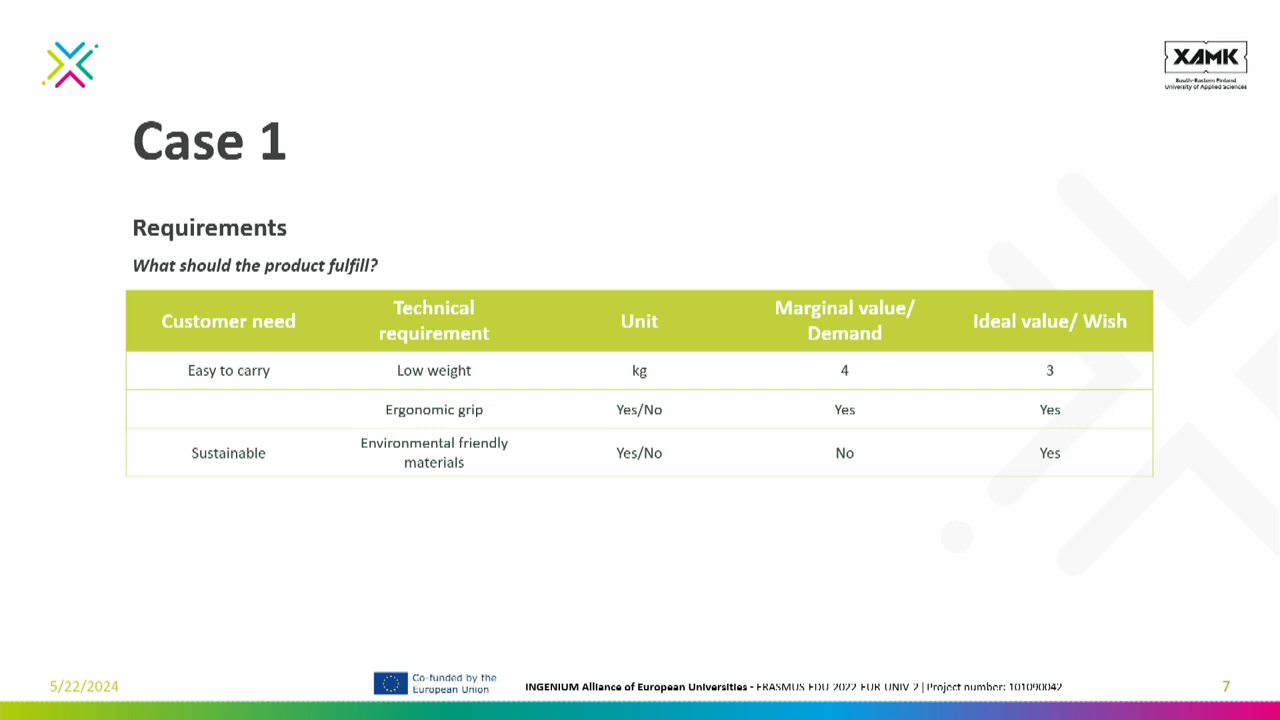 XAMK
South-Eastern Finland
University of Applied Sciences
Case 1
Requirements
What should the product fulfill?
Customer need
Technical
requirement
Unit
Marginal value/
Demand
Ideal value/ Wish
Easy to carry
Low weight
kg
4
3
Ergonomic grip
Yes/No
Yes
Yes
Sustainable
Environmental friendly
materials
Yes/No
No
Yes
5/22/2024
Co-funded by the
European Union
INGENIUM Alliance of European Universities - ERASMUS-EDU-2022-EUR-UNIV-2 | Project number: 101090042
7